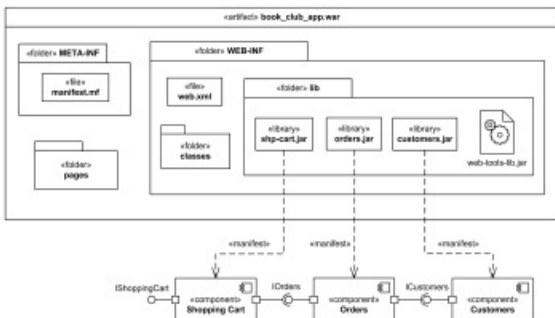 «artifact» book_club_app.war
«folder» META-INF
«file»
manifest.mf
«folder»
pages
«folder» WEB-INF
«file»
web.xml
«folder»
classes
«folder» lib
«library»
shp-cart.jar
«library»
orders.jar
«library»
customers.jar
web-tools-lib.jar
«manifest»
«manifest»
«manifest»
IShoppingCart
«component»
Shopping Cart
IOrders
«component»
Orders
ICustomers
«component»
Customers